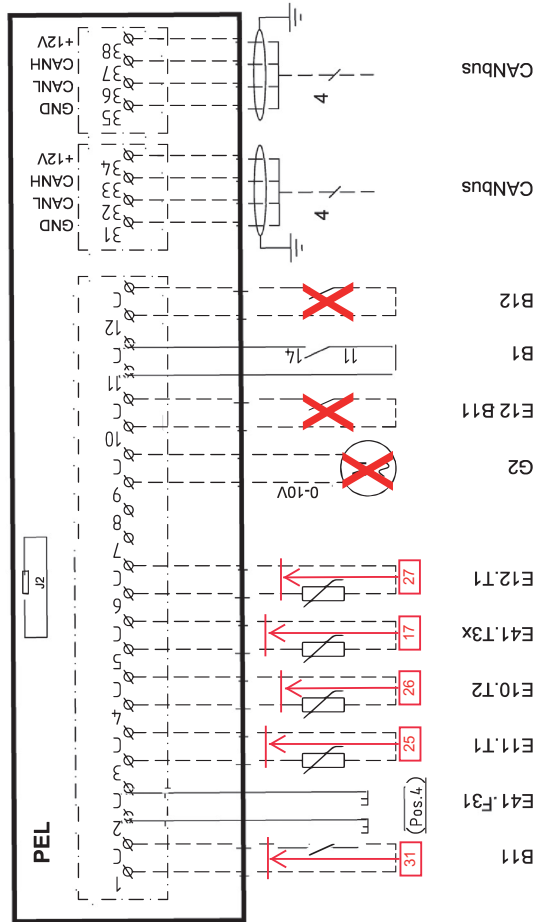 +12V
38
CANH
37
CANL
36
GND
35
4
CANbus
+12V
34
CANH
33
CANL
32
GND
31
4
CANbus
C
12
B12
C
11
14
11
B1
C
10
E12 B11
C
9
0-10V
G2
8
7
J2
C
6
27
E12.T1
C
5
17
E41.T3x
C
4
26
E10.T2
C
3
25
E11.T1
C
2
(Pos.4)
E41.F31
PEL
C
1
31
B11